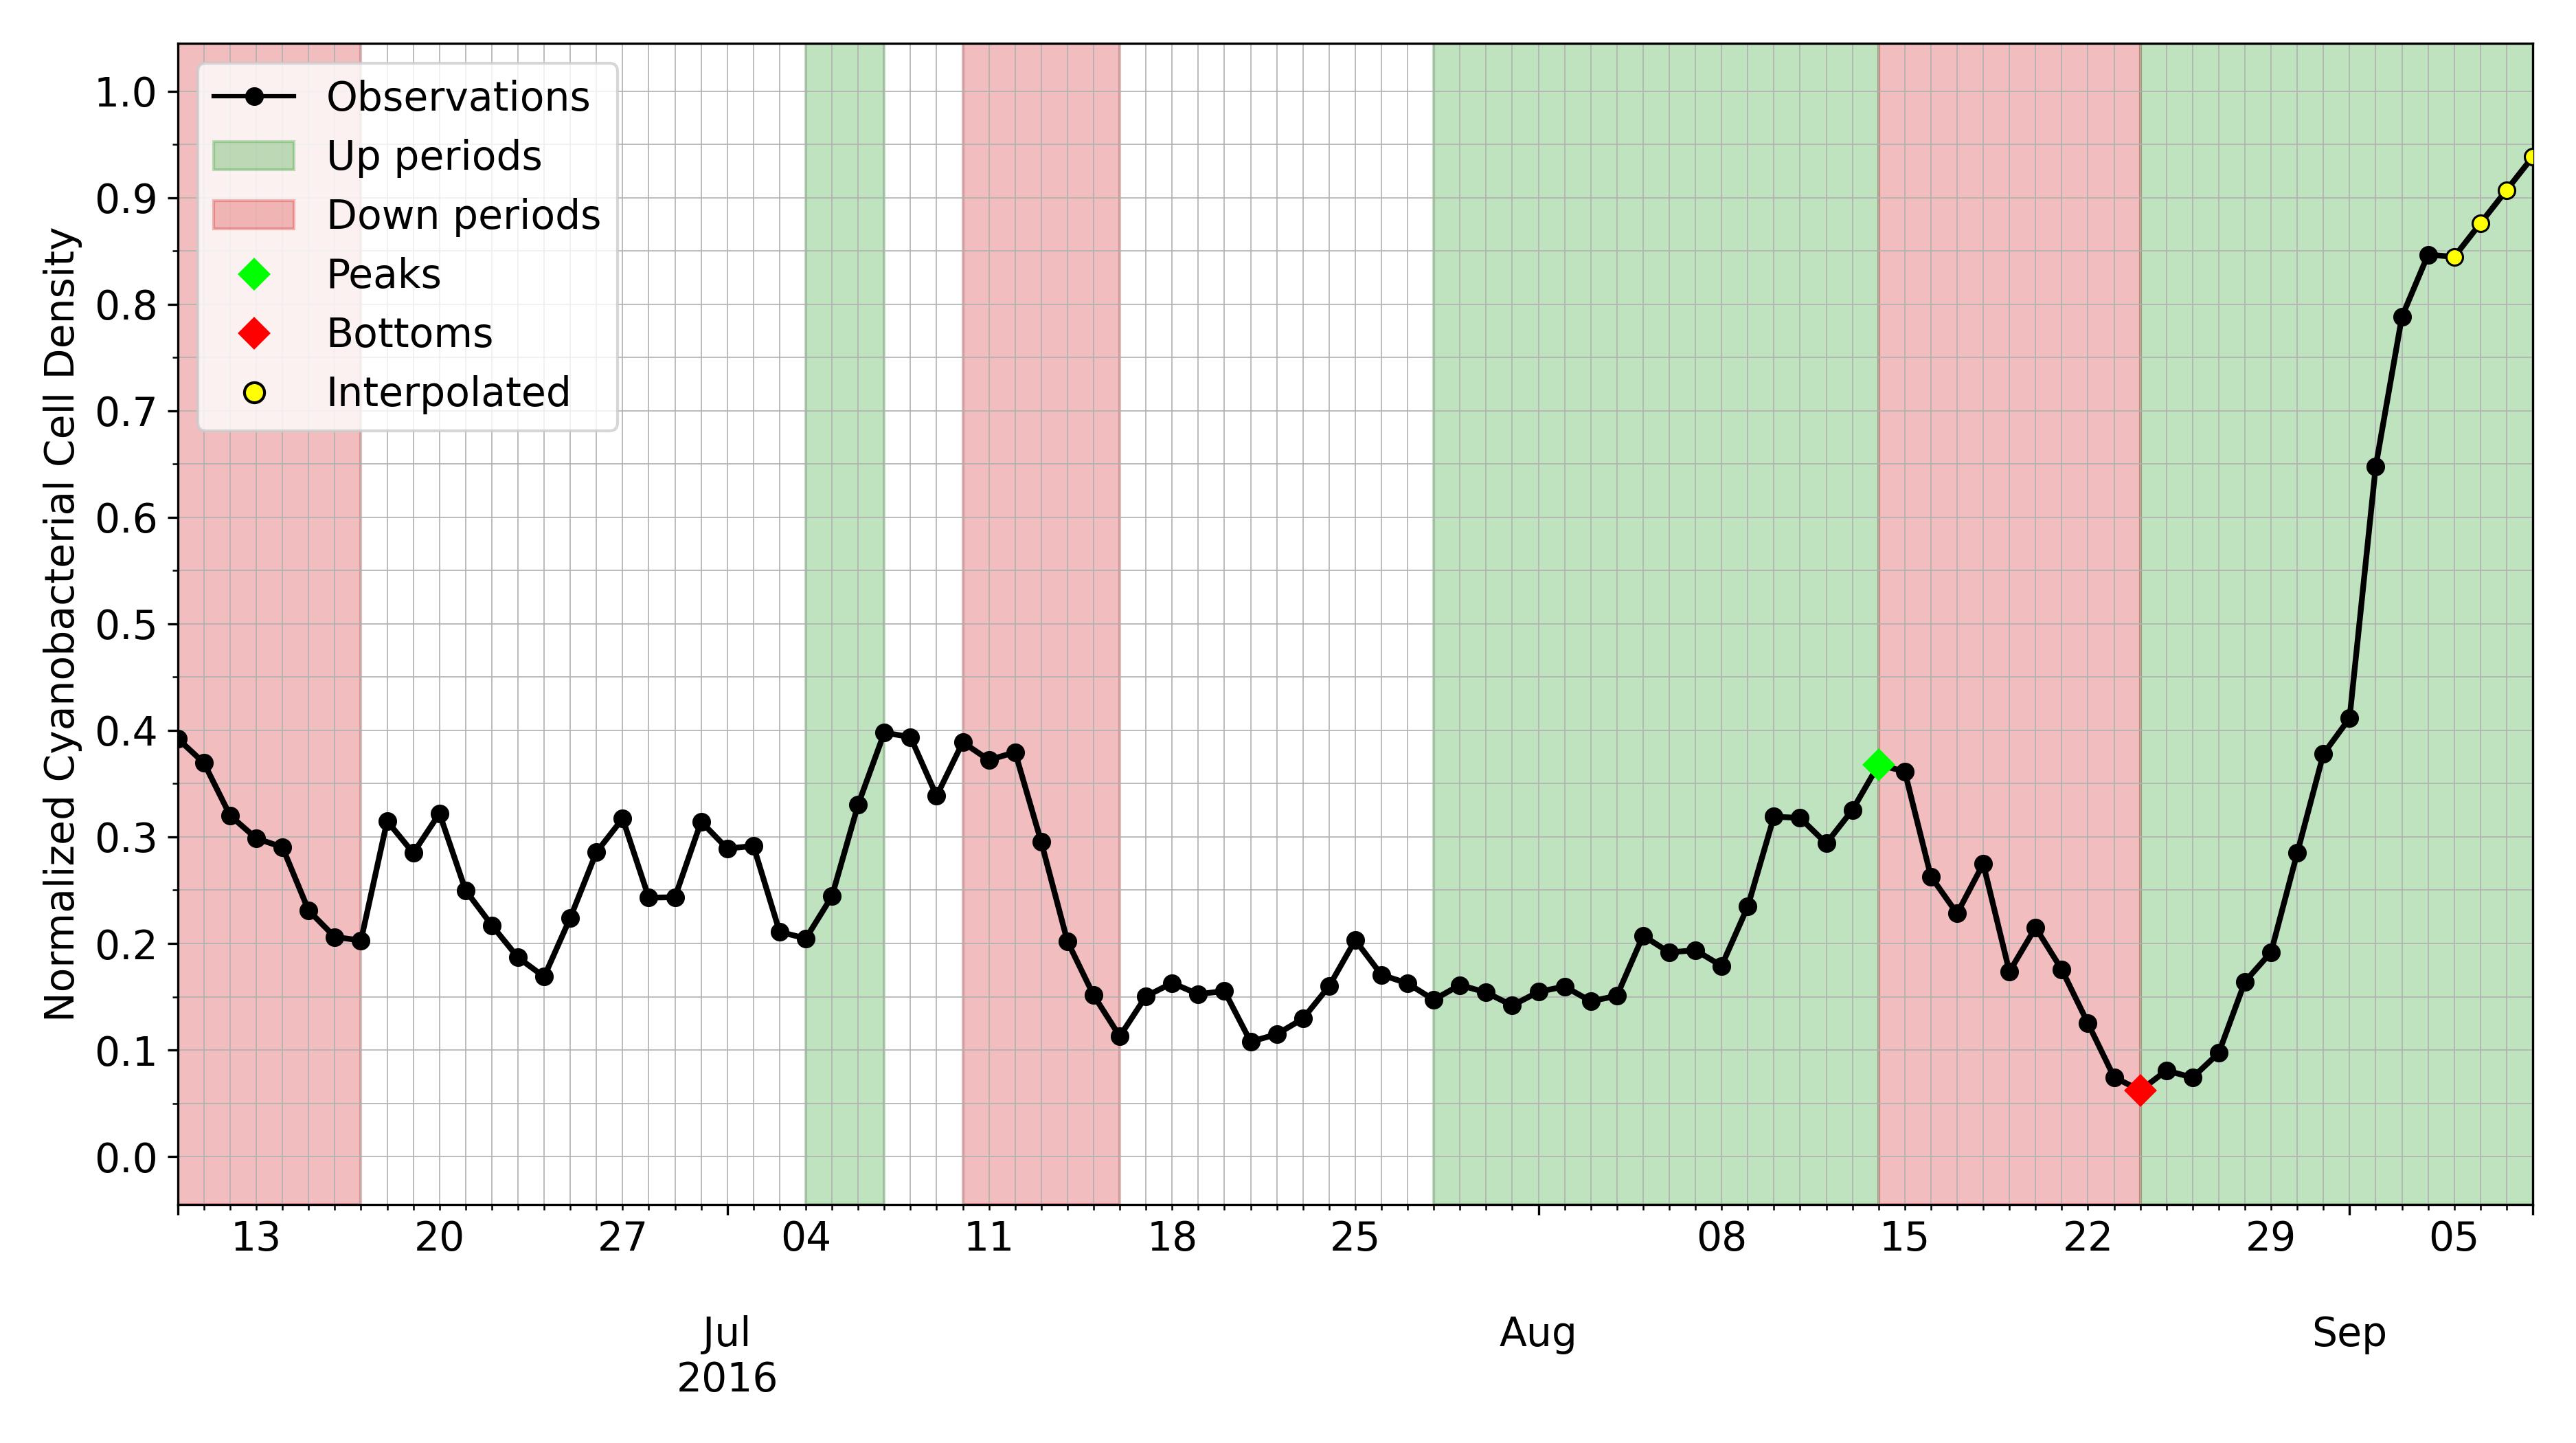 Observations
Up periods
Down periods
Peaks
Bottoms
Interpolated
Normalized Cyanobacterial Cell Density
1.0
0.9
0.8
0.7
0.6
0.5
0.4
0.3
0.2
0.1
0.0
13 20 27 04 11 18 25 08 15 22 29 05
Jul Aug Sep
2016